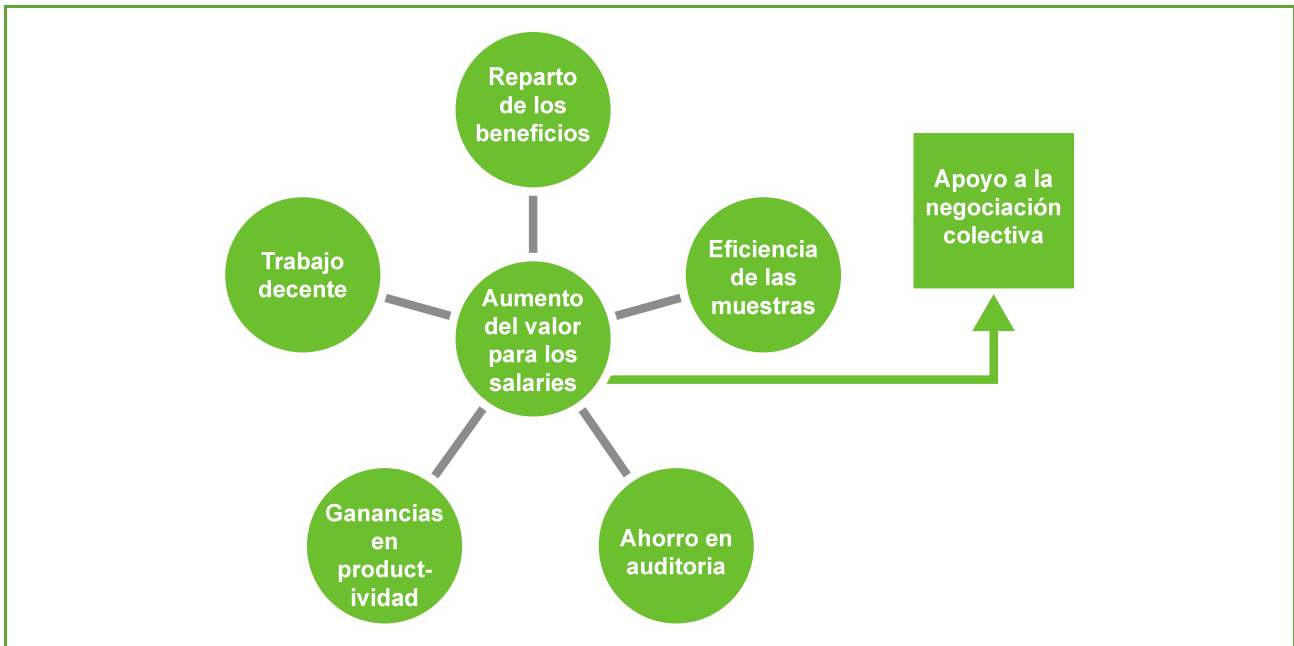 Reparto
de los
beneficios
Apoyo a la
negociación
colectiva
Trabajo
decente
Eficiencia
de las
muestras
Aumento
del valor
para los
salaries
Ganancias
en
product-
ividad
Ahorro en
auditoria